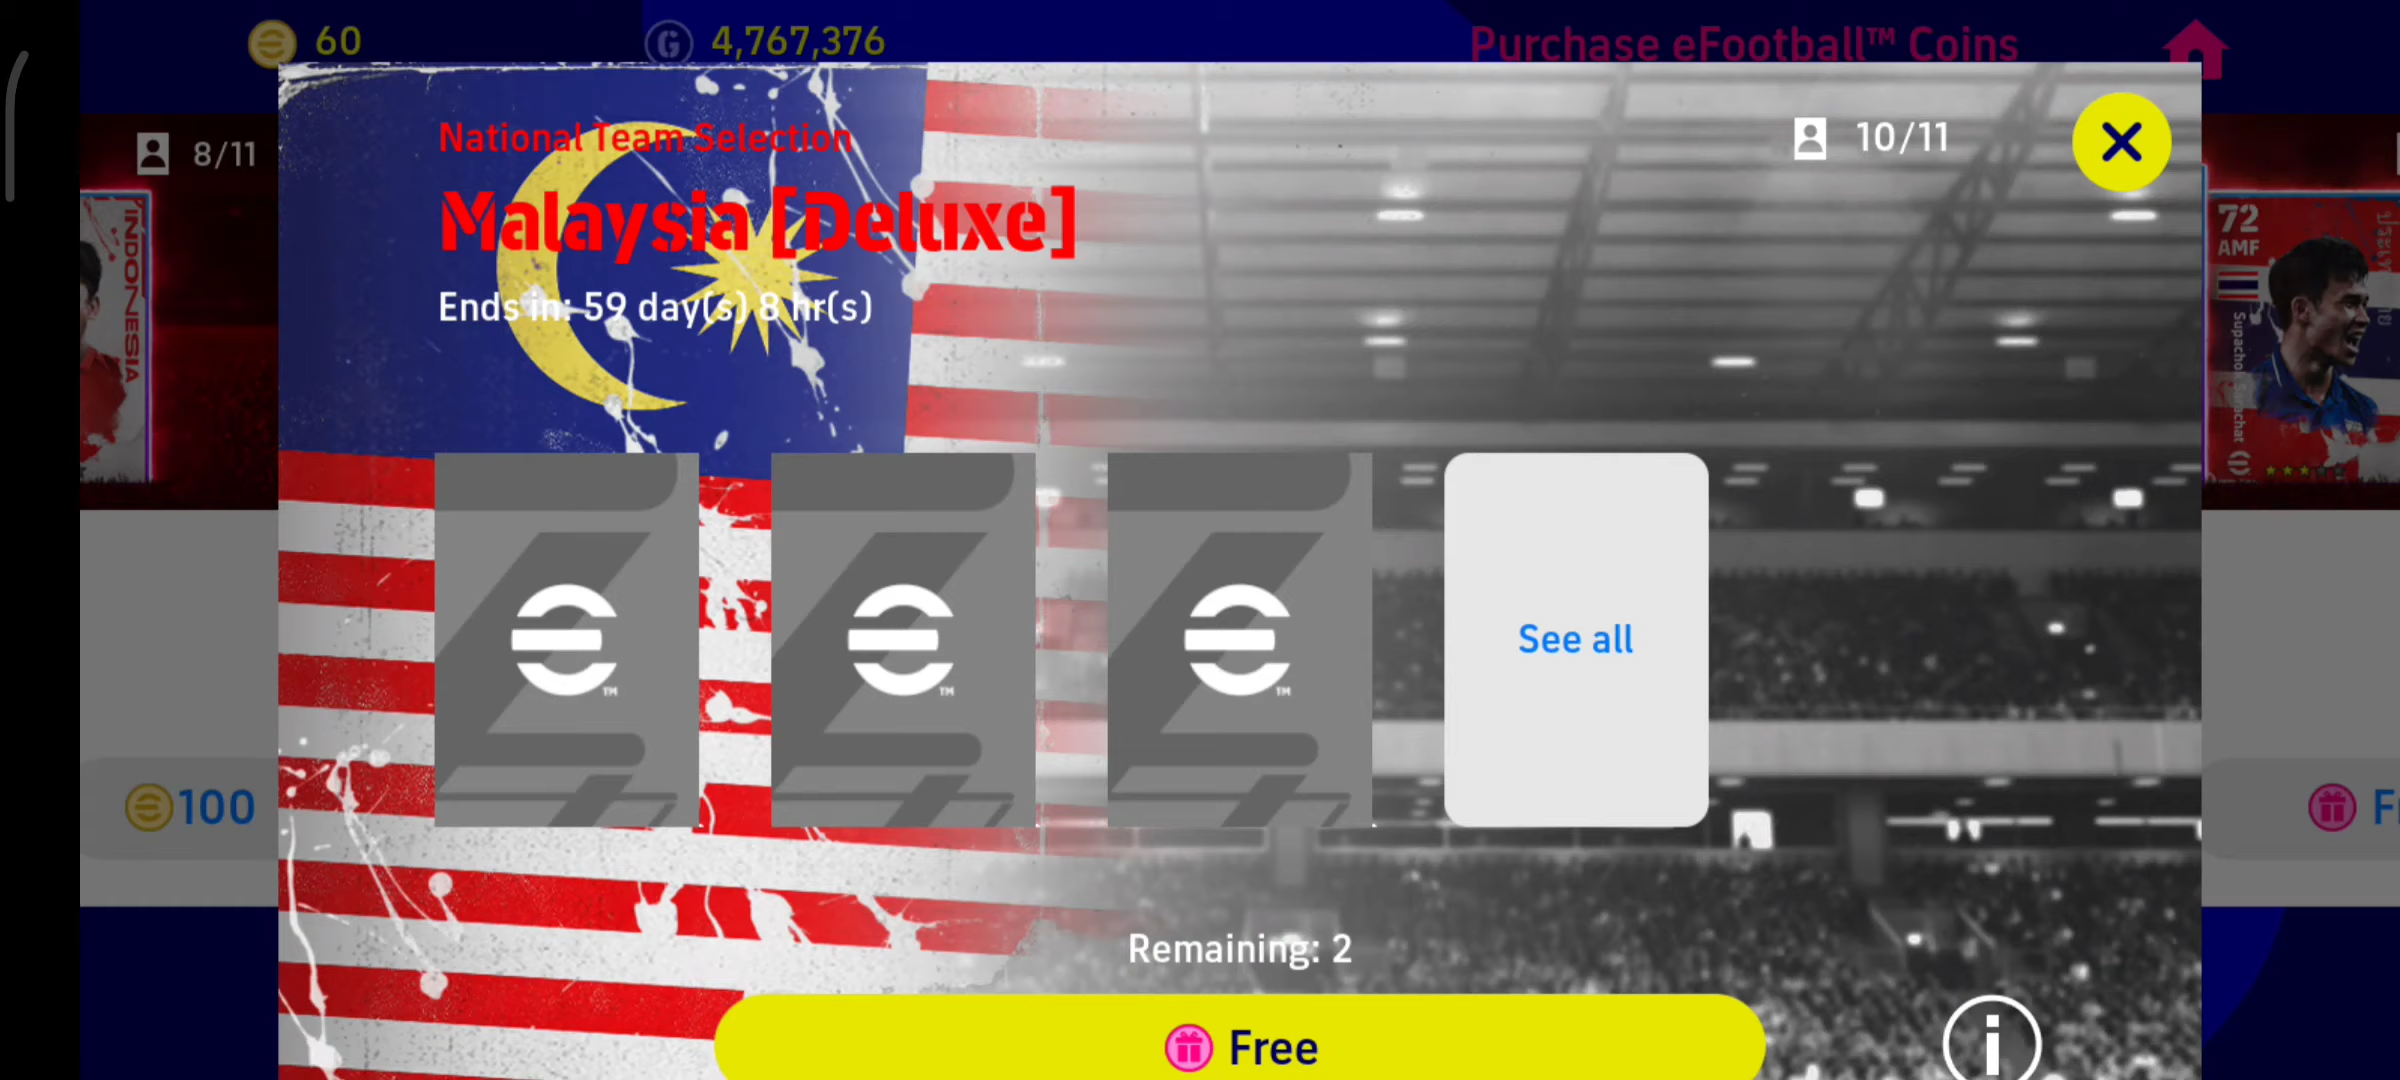 60
4,767,376
Purchase eFootball™ Coins
8/11
National Team Selection
10/11
Malaysia [Deluxe]
Ends in: 59 day(s) 8 hr(s)
INDONESIA
72
AMF
See all
100
Remaining: 2
Free